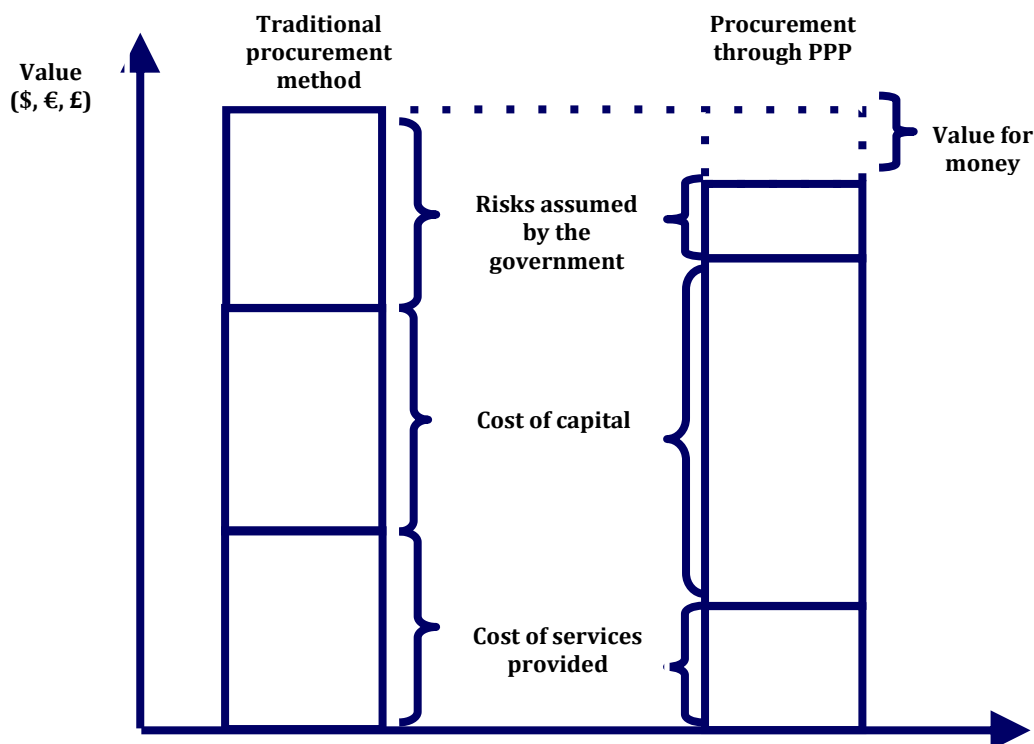 Traditional
procurement
method
Procurement
through PPP
Value
($, €, £)
Value for
money
Risks assumed
by the
government
Cost of capital
Cost of services
provided